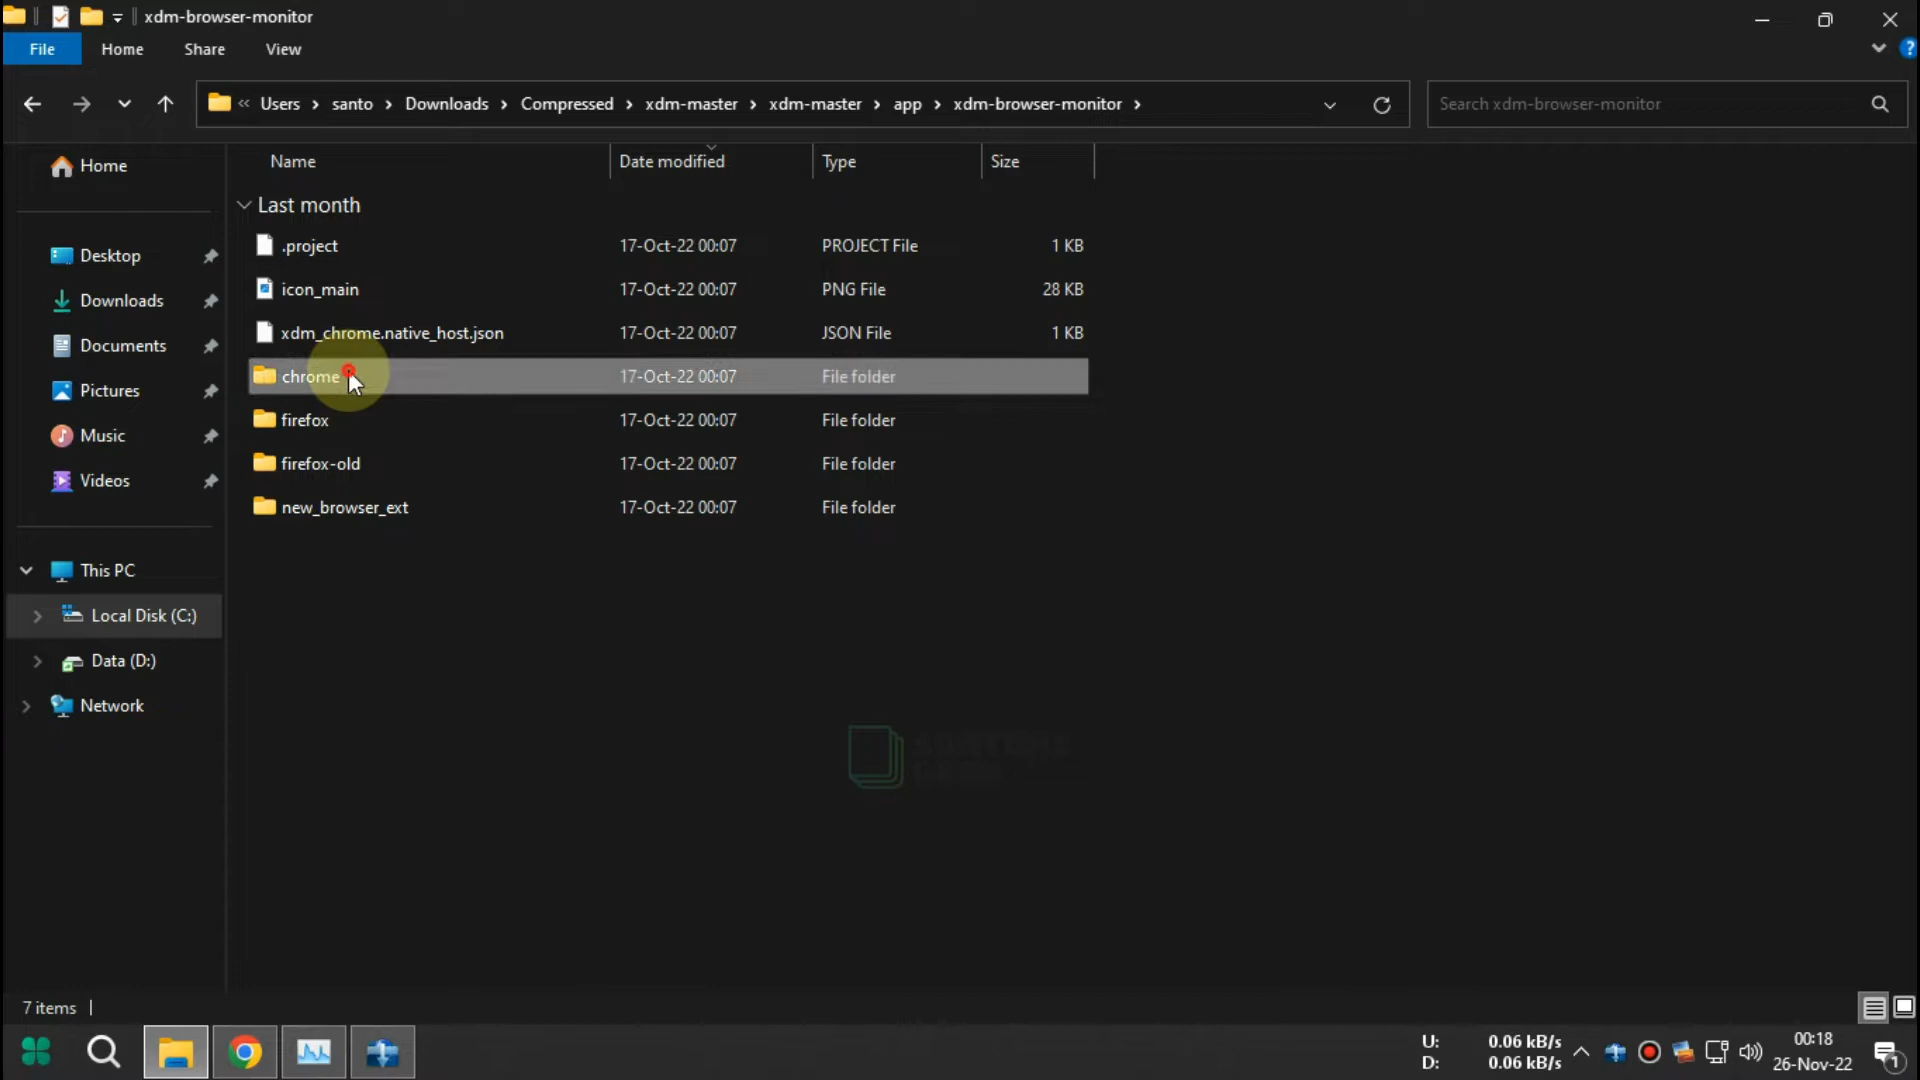 xdm-browser-monitor
File Home Share View
« Users › santo › Downloads › Compressed › xdm-master › xdm-master › app › xdm-browser-monitor ›
Search xdm-browser-monitor
Name Date modified Type Size
Last month
.project 17-Oct-22 00:07 PROJECT File 1 KB
icon_main 17-Oct-22 00:07 PNG File 28 KB
xdm_chrome.native_host.json 17-Oct-22 00:07 JSON File 1 KB
chrome 17-Oct-22 00:07 File folder
firefox 17-Oct-22 00:07 File folder
firefox-old 17-Oct-22 00:07 File folder
new_browser_ext 17-Oct-22 00:07 File folder
Home
Desktop
Downloads
Documents
Pictures
Music
Videos
This PC
Local Disk (C:)
Data (D:)
Network
7 items
U: 0.06 kB/s
D: 0.06 kB/s
00:18
26-Nov-22
1